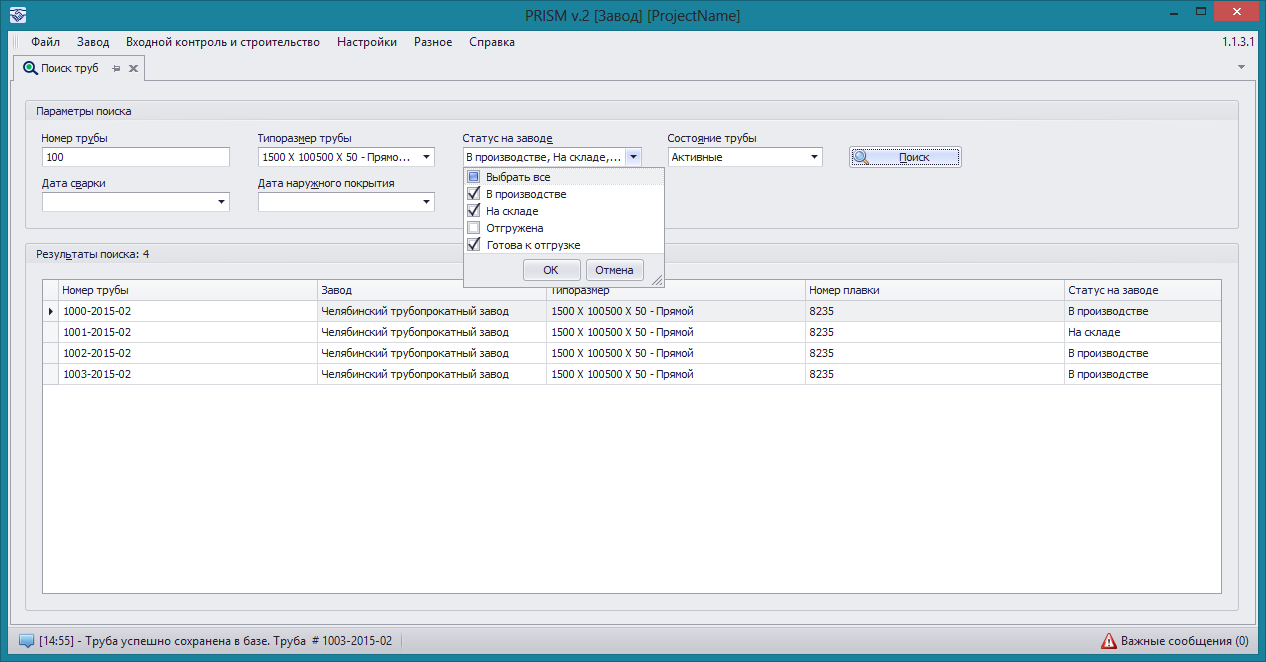 PRISM v.2 [Завод] [ProjectName]
Файл Завод Входной контроль и строительство Настройки Разное Справка 1.1.3.1
Поиск труб
Параметры поиска
Номер трубы Типоразмер трубы Статус на заводе Состояние трубы
100 1500 X 100500 X 50 - Прямо... В производстве, На складе,... Активные Поиск
Дата сварки Дата наружного покрытия
Выбрать все
В производстве
На складе
Отгружена
Готова к отгрузке
OK Отмена
Результаты поиска: 4
Номер трубы Завод Типоразмер Номер плавки Статус на заводе
1000-2015-02 Челябинский трубопрокатный завод 1500 X 100500 X 50 - Прямой 8235 В производстве
1001-2015-02 Челябинский трубопрокатный завод 1500 X 100500 X 50 - Прямой 8235 На складе
1002-2015-02 Челябинский трубопрокатный завод 1500 X 100500 X 50 - Прямой 8235 В производстве
1003-2015-02 Челябинский трубопрокатный завод 1500 X 100500 X 50 - Прямой 8235 В производстве
[14:55] - Труба успешно сохранена в базе. Труба # 1003-2015-02 Важные сообщения (0)